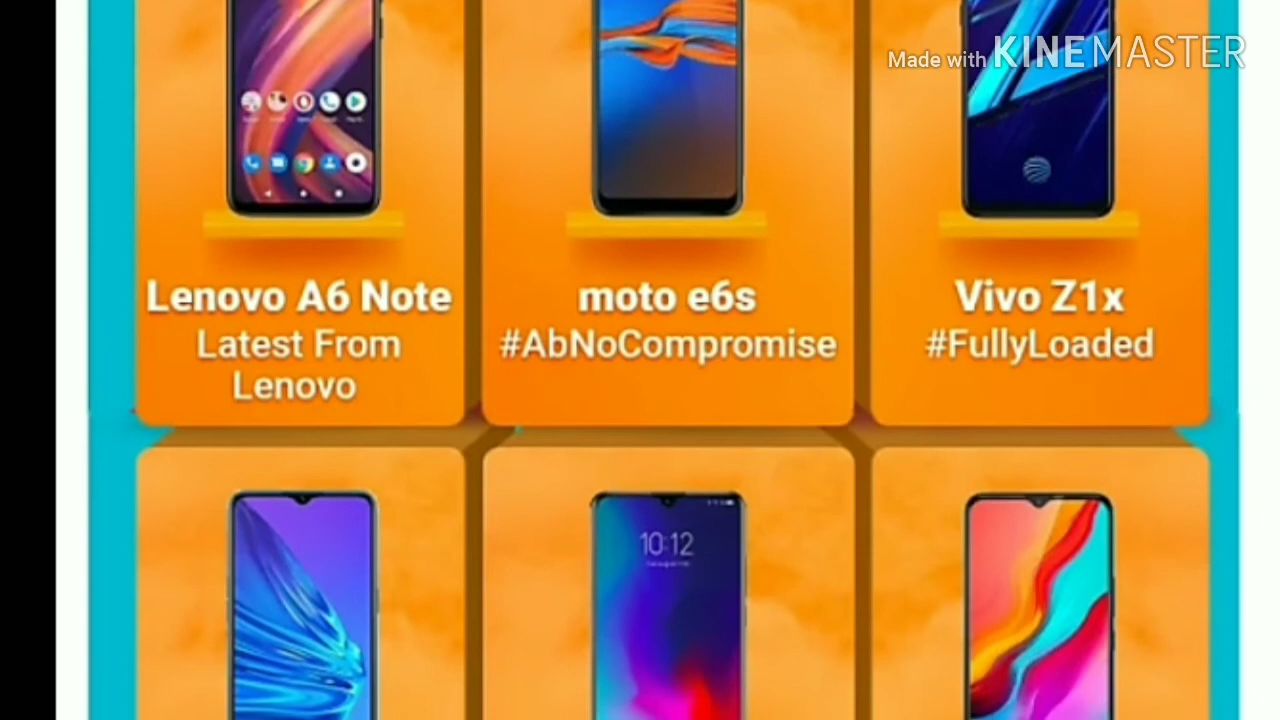 Made with KINEMASTER
Lenovo A6 Note
Latest From
Lenovo
moto e6s
#AbNoCompromise
Vivo Z1x
#FullyLoaded
10:12